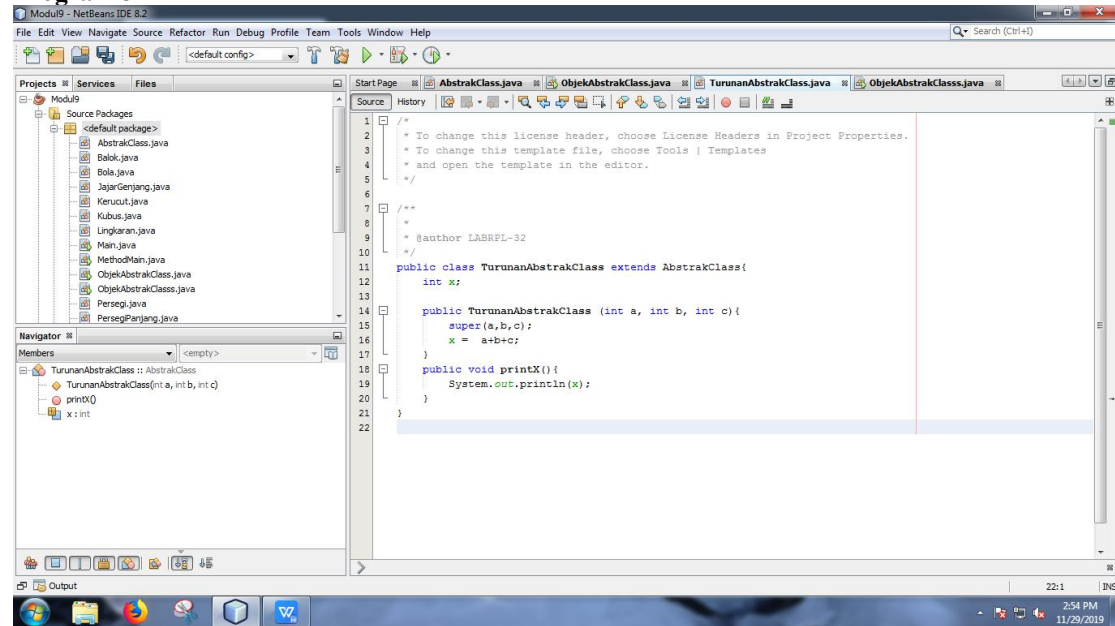 Modul9 - NetBeans IDE 8.2
File Edit View Navigate Source Refactor Run Debug Profile Team Tools Window Help
Search (Ctrl+I)
<default config>
Projects Services Files
Modul9
Source Packages
<default package>
AbstrakClass.java
Balok.java
Bola.java
JajarGenjang.java
Kerucut.java
Kubus.java
Lingkaran.java
Main.java
MethodMain.java
ObjekAbstrakClass.java
ObjekAbstrakClasss.java
Persegi.java
PersegiPanjang.java
Navigator
Members <empty>
TurunanAbstrakClass :: AbstrakClass
TurunanAbstrakClass(int a, int b, int c)
printX()
x : int
Start Page AbstrakClass.java ObjekAbstrakClass.java TurunanAbstrakClass.java ObjekAbstrakClasss.java
Source History
1 /*
2 * To change this license header, choose License Headers in Project Properties.
3 * To change this template file, choose Tools | Templates
4 * and open the template in the editor.
5 */
6
7 /**
8 *
9 * @author LABRPL-32
10 */
11 public class TurunanAbstrakClass extends AbstrakClass{
12 int x;
13
14 public TurunanAbstrakClass (int a, int b, int c){
15 super(a,b,c);
16 x = a+b+c;
17 }
18 public void printX(){
19 System.out.println(x);
20 }
21 }
22
Output
22:1 INS
2:54 PM
11/29/2019